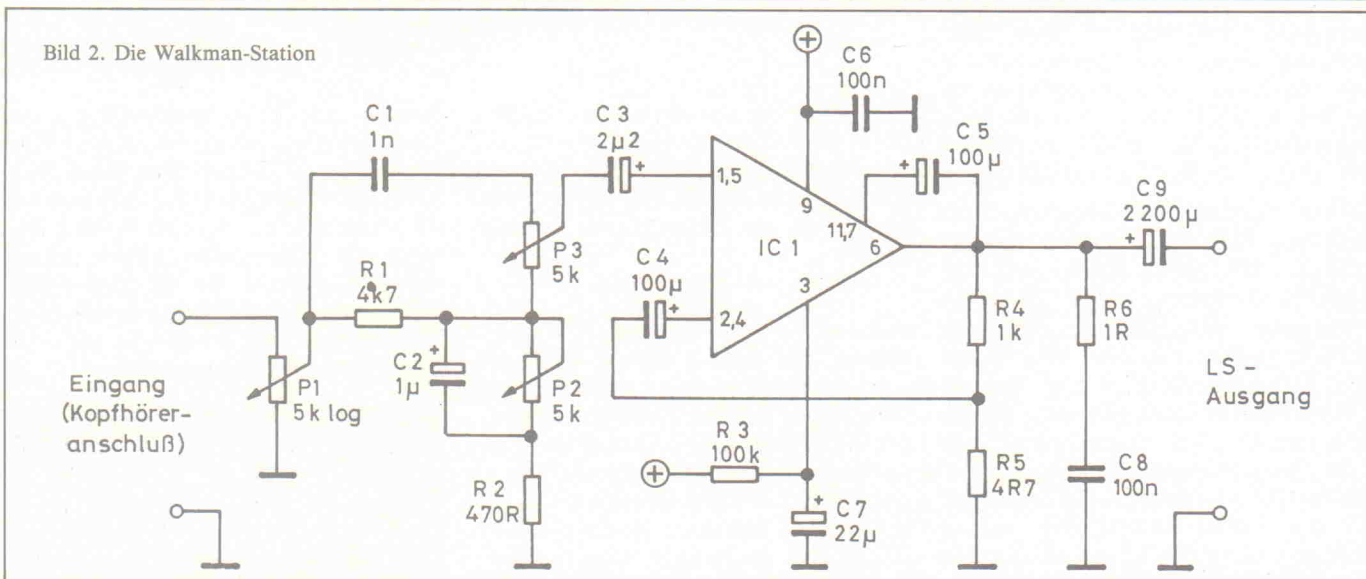 Bild 2. Die Walkman-Station
C1
1n
C3
2µ2
+
1,5
+
C6
100n
9
IC 1
3
2,4
11,7
6
+
C5
100µ
C9
2200µ
+
P3
5k
R1
4k7
C4
100µ
+
Eingang
(Kopfhörer-
anschluß)
P1
5k log
C2
1µ
+
P2
5k
R2
470R
+
R3
100k
+
C7
22µ
R4
1k
R5
4R7
R6
1R
C8
100n
LS -
Ausgang